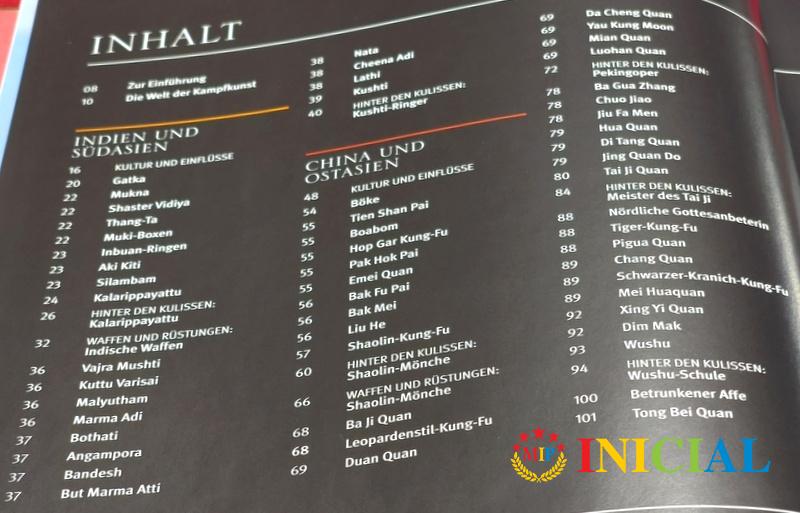 INHALT
08 Zur Einführung
10 Die Welt der Kampfkunst
INDIEN UND
SÜDASIEN
16 KULTUR UND EINFLÜSSE
20 Gatka
22 Mukna
22 Shaster Vidiya
22 Thang-Ta
22 Muki-Boxen
23 Inbuan-Ringen
23 Aki Kiti
23 Silambam
24 Kalarippayattu
26 HINTER DEN KULISSEN:
Kalarippayattu
32 WAFFEN UND RÜSTUNGEN:
Indische Waffen
36 Vajra Mushti
36 Kuttu Varisai
36 Malyutham
36 Marma Adi
37 Bothati
37 Angampora
37 Bandesh
37 But Marma Atti
38 Nata
38 Cheena Adi
38 Lathi
39 Kushti
40 HINTER DEN KULISSEN:
Kushti-Ringer
CHINA UND
OSTASIEN
48 KULTUR UND EINFLÜSSE
54 Böke
55 Tien Shan Pai
55 Boabom
55 Hop Gar Kung-Fu
55 Pak Hok Pai
55 Emei Quan
56 Bak Fu Pai
56 Bak Mei
56 Liu He
57 Shaolin-Kung-Fu
60 HINTER DEN KULISSEN:
Shaolin-Mönche
66 WAFFEN UND RÜSTUNGEN:
Shaolin-Mönche
68 Ba Ji Quan
68 Leopardenstil-Kung-Fu
69 Duan Quan
69 Da Cheng Quan
69 Yau Kung Moon
69 Mian Quan
69 Luohan Quan
72 HINTER DEN KULISSEN:
Pekingoper
78 Ba Gua Zhang
78 Chuo Jiao
78 Jiu Fa Men
79 Hua Quan
79 Di Tang Quan
79 Jing Quan Do
80 Tai Ji Quan
84 HINTER DEN KULISSEN:
Meister des Tai Ji
88 Nördliche Gottesanbeterin
88 Tiger-Kung-Fu
88 Pigua Quan
89 Chang Quan
89 Schwarzer-Kranich-Kung-Fu
89 Mei Huaquan
92 Xing Yi Quan
92 Dim Mak
93 Wushu
94 HINTER DEN KULISSEN:
Wushu-Schule
100 Betrunkener Affe
101 Tong Bei Quan
MIF INICIAL